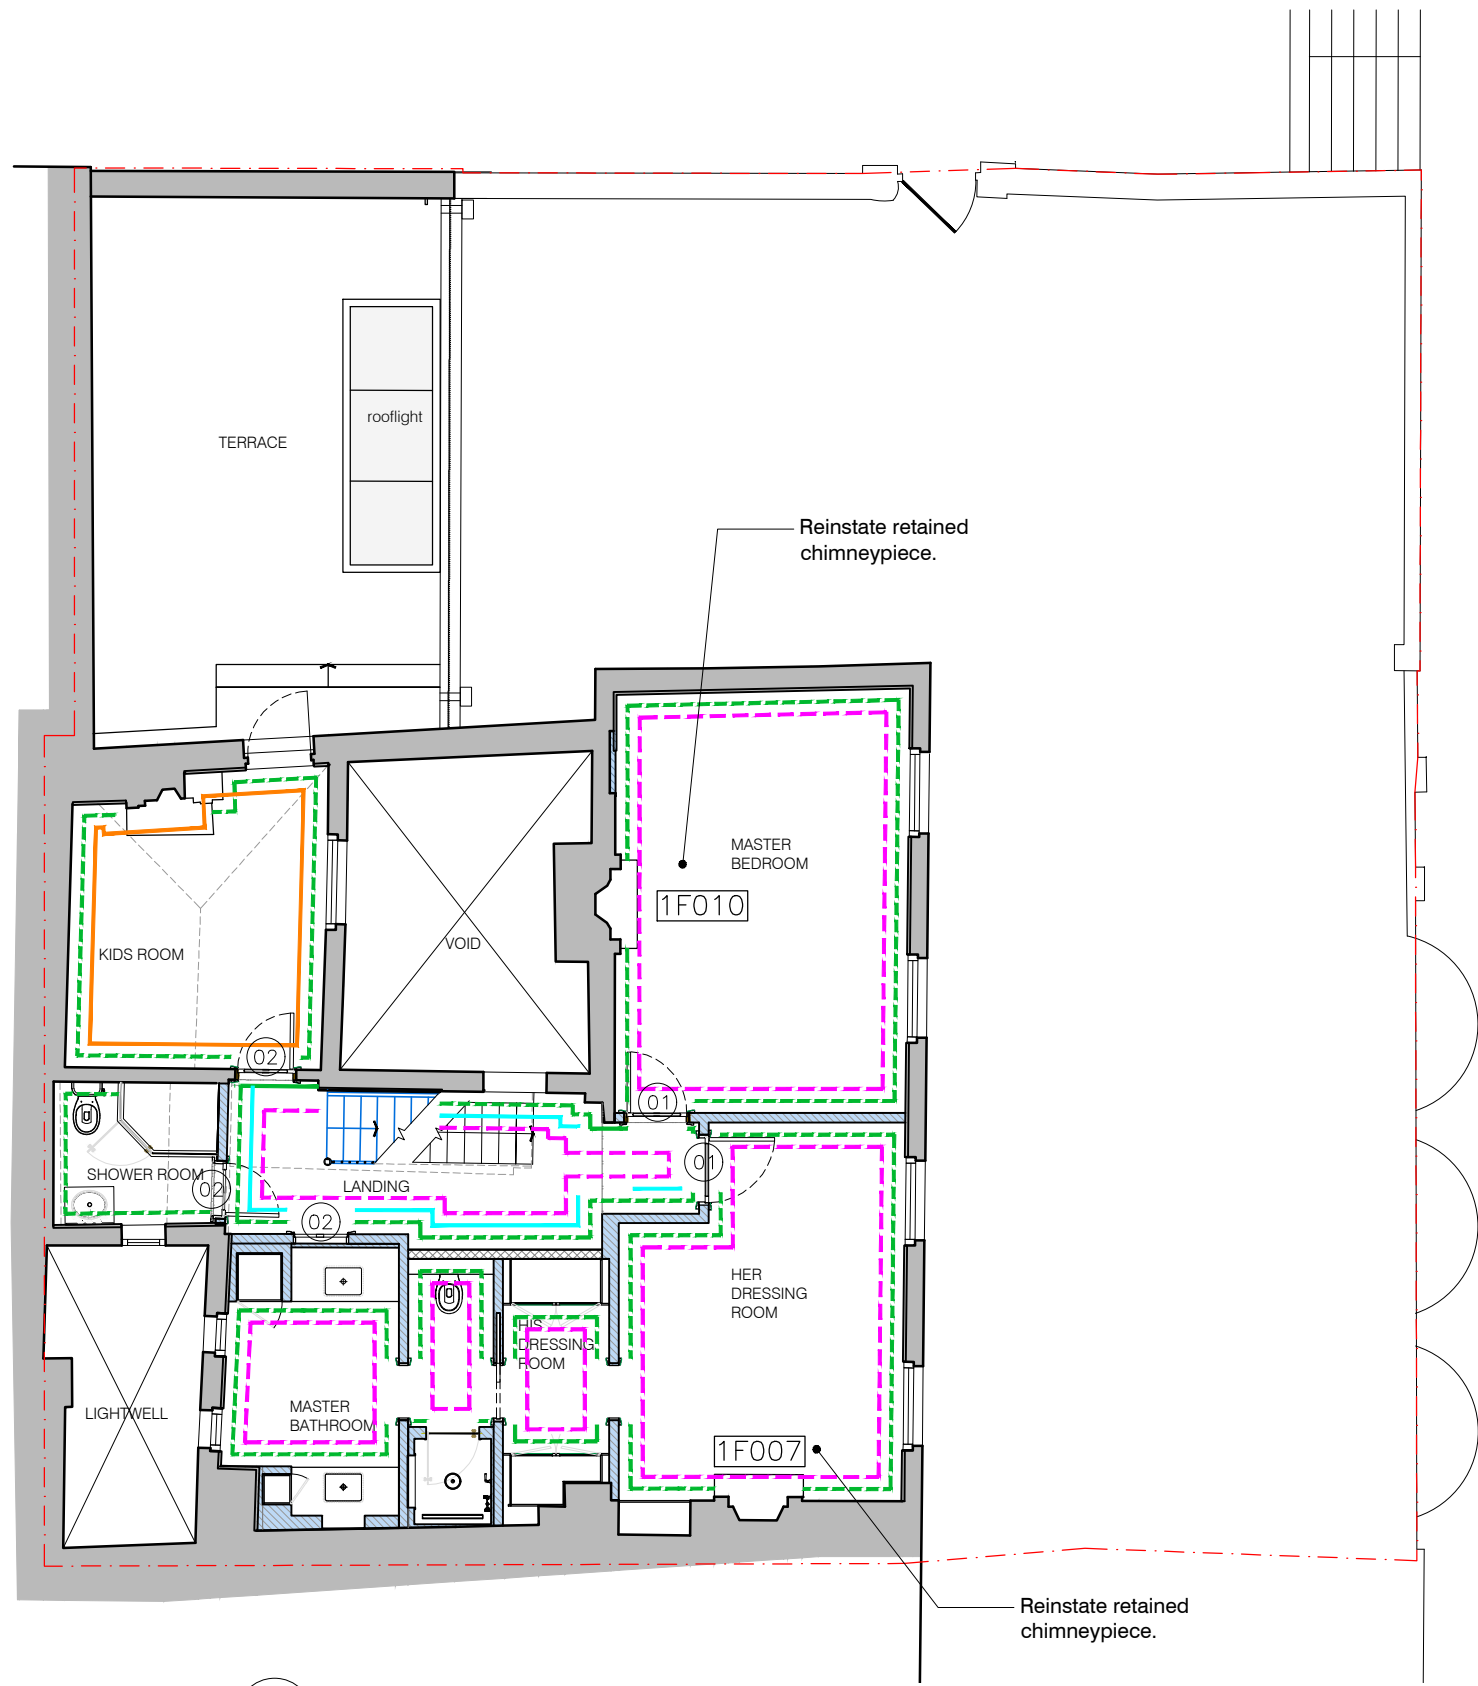 rooflight
TERRACE
Reinstate retained
chimneypiece.
MASTER
BEDROOM
1F010
VOID
KIDS ROOM
02
01
SHOWER ROOM
02
LANDING
01
02
HER
DRESSING
ROOM
HIS
DRESSING
ROOM
MASTER
BATHROOM
LIGHTWELL
1F007
Reinstate retained
chimneypiece.